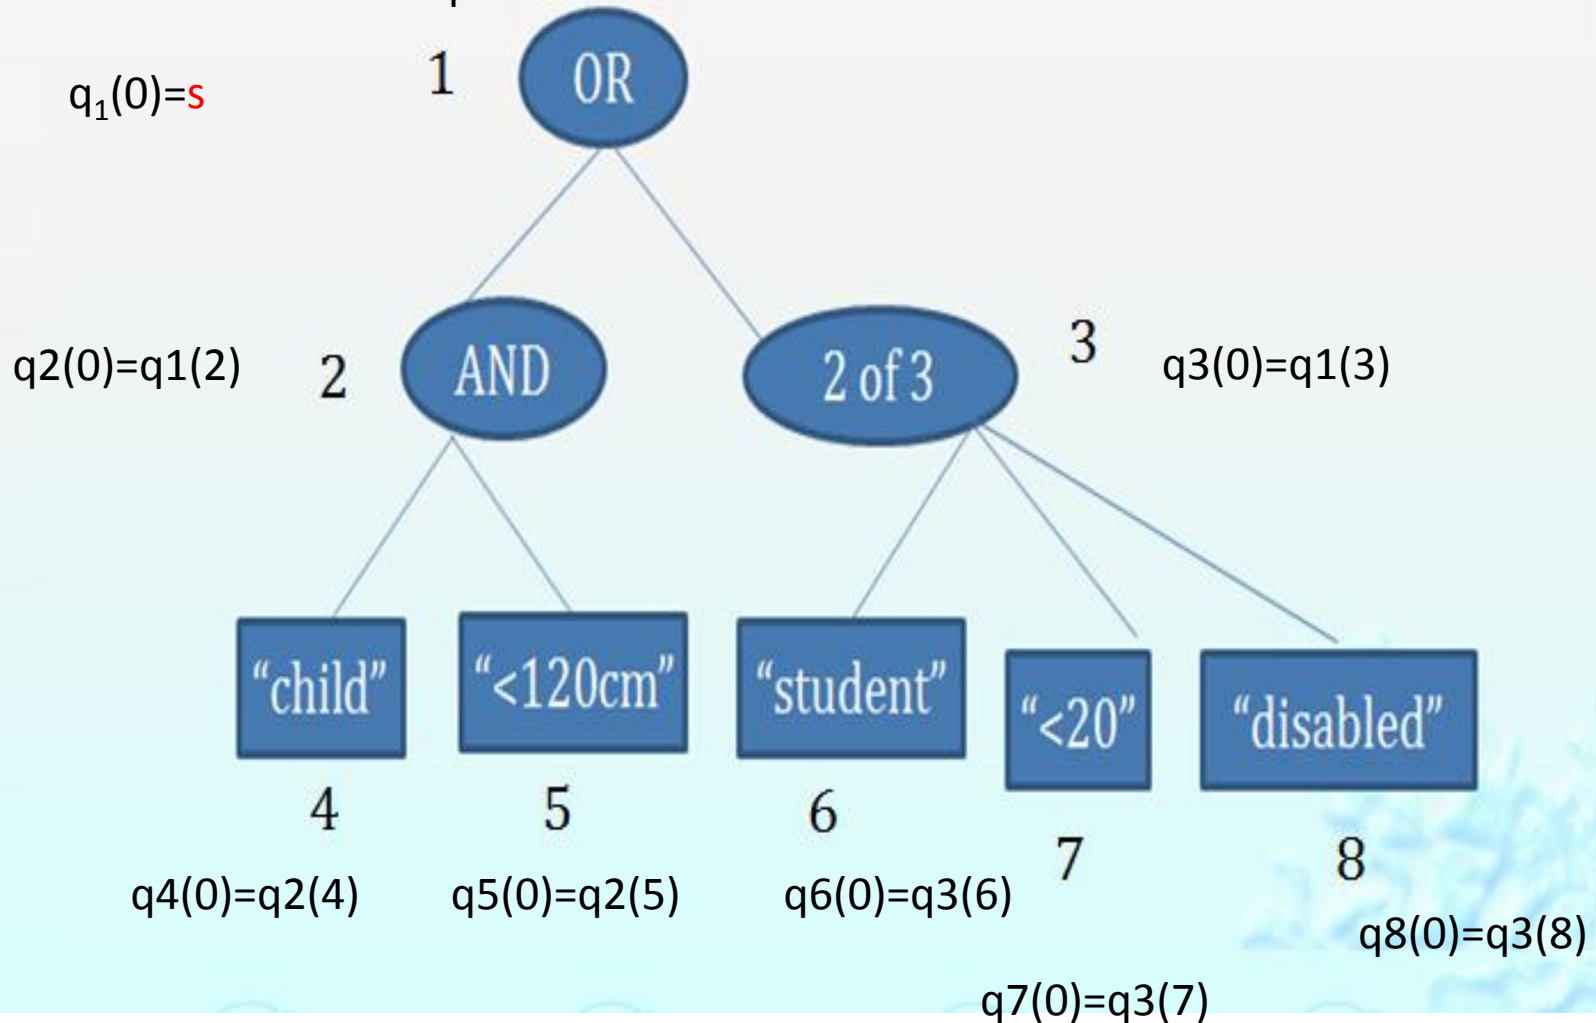 1
OR
q₁(0)=s
q2(0)=q1(2)
2
AND
2 of 3
3
q3(0)=q1(3)
“child”
“<120cm”
“student”
“<20”
“disabled”
4
5
6
7
8
q4(0)=q2(4)
q5(0)=q2(5)
q6(0)=q3(6)
q8(0)=q3(8)
q7(0)=q3(7)